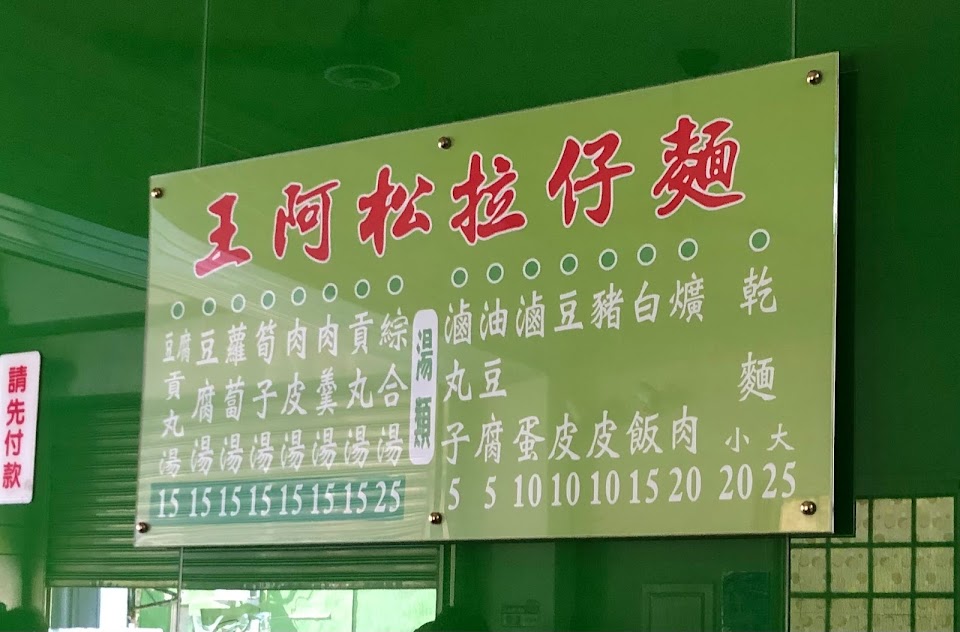 王阿松拉仔麵
乾麵 小 大
20 25
爌肉 20
白飯 15
豬皮 10
豆皮 10
滷蛋 10
油豆腐 5
滷丸子 5
湯類
綜合湯 25
貢丸湯 15
肉羹湯 15
肉皮湯 15
筍子湯 15
蘿蔔湯 15
豆腐湯 15
豆腐貢丸湯 15
請先付款